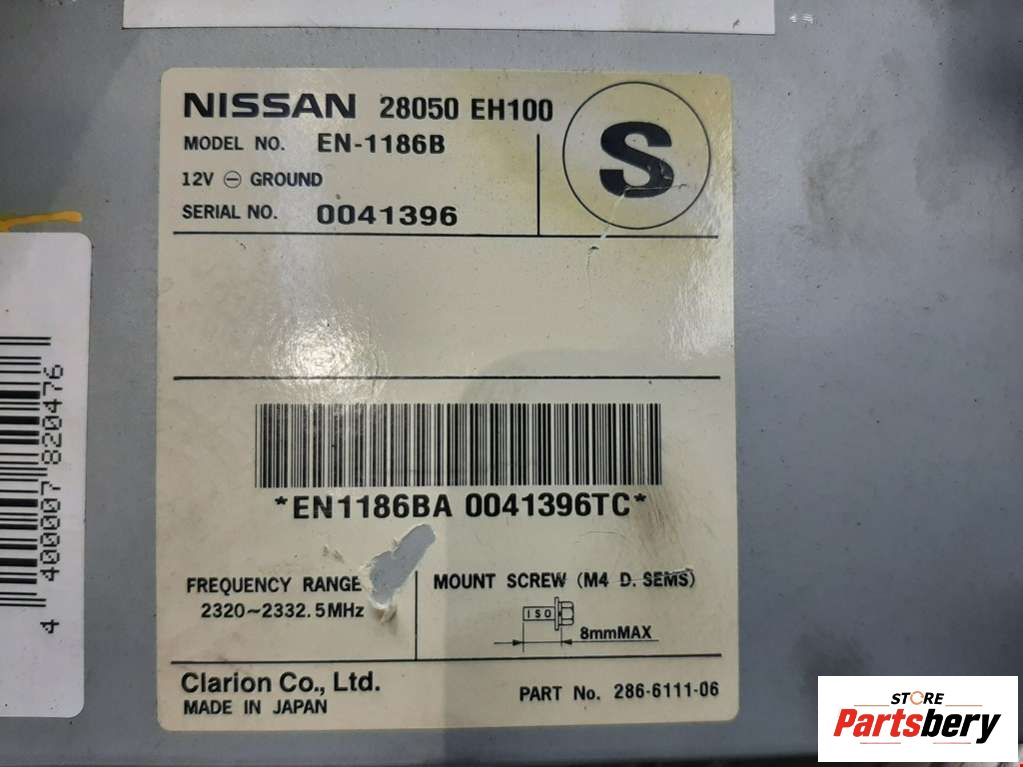 NISSAN 28050 EH100
MODEL NO. EN-1186B
12V ⊖ GROUND
SERIAL NO. 0041396
S
*EN1186BA 0041396TC*
FREQUENCY RANGE
2320~2332.5MHz
MOUNT SCREW (M4 D. SEMS)
ISO
8mmMAX
Clarion Co., Ltd.
MADE IN JAPAN
PART No. 286-6111-06
4 400007 820476
STORE
Partsbery